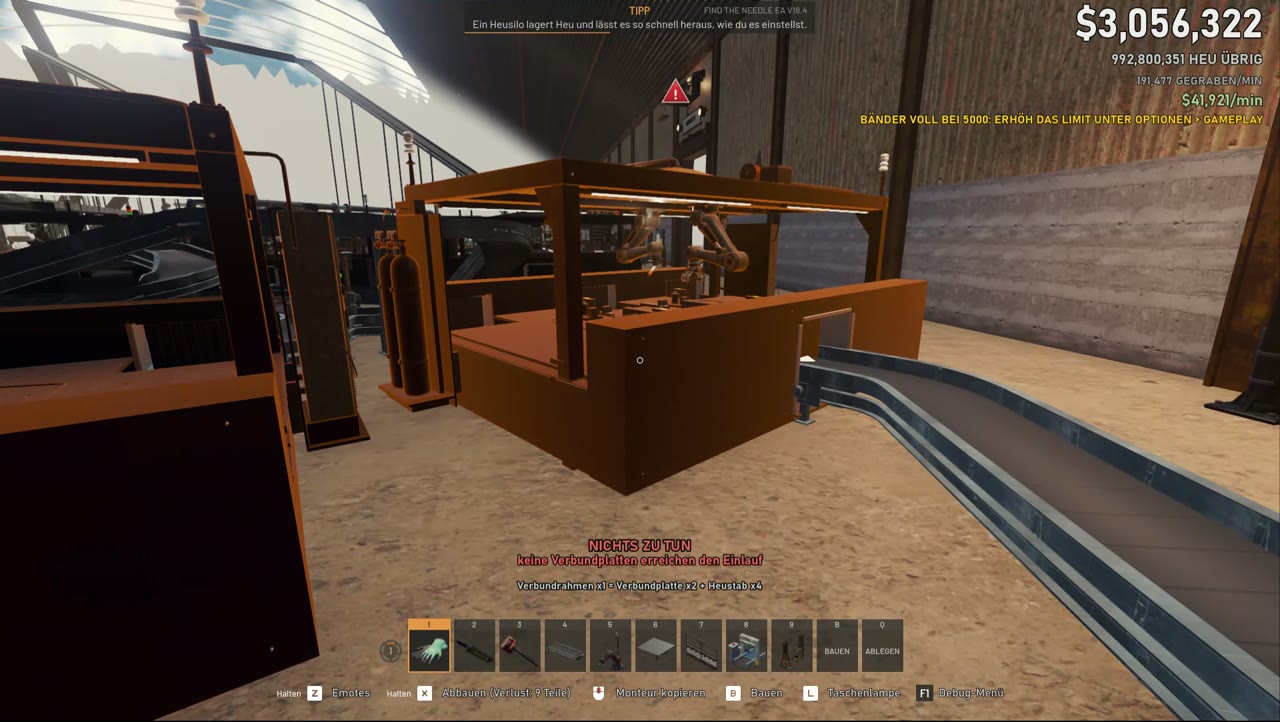 TIPP
FIND THE NEEDLE EA V16.4
Ein Heusilo lagert Heu und lässt es so schnell heraus, wie du es einstellst.
$3,056,322
992,800,351 HEU ÜBRIG
191,477 GEGRABEN/MIN
$41,921/min
BÄNDER VOLL BEI 5000: ERHÖH DAS LIMIT UNTER OPTIONEN > GAMEPLAY
NICHTS ZU TUN
keine Verbundplatten erreichen den Einlauf
Verbundrahmen x1 = Verbundplatte x2 + Heustab x4
1 2 3 4 5 6 7 8 9 B 0
1 BAUEN ABLEGEN
Halten Z Emotes Halten X Abbauen (Verlust: 9 Teile) Monteur kopieren B Bauen L Taschenlampe F1 Debug-Menü